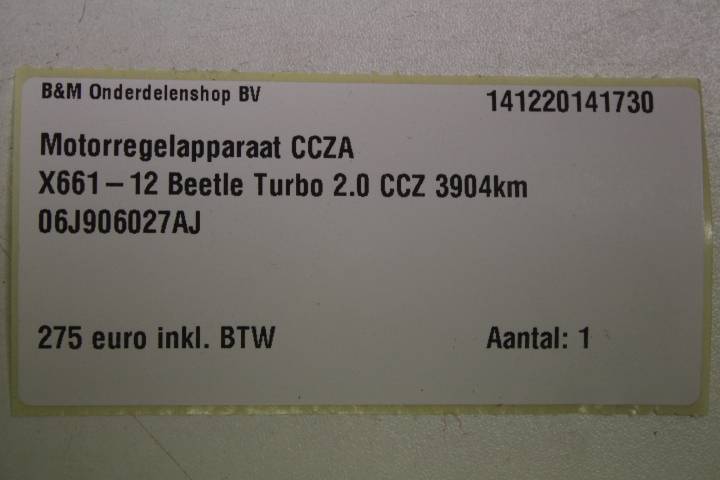 B&M Onderdelenshop BV
141220141730
Motorregelapparaat CCZA
X661 – 12 Beetle Turbo 2.0 CCZ 3904km
06J906027AJ
275 euro inkl. BTW
Aantal: 1